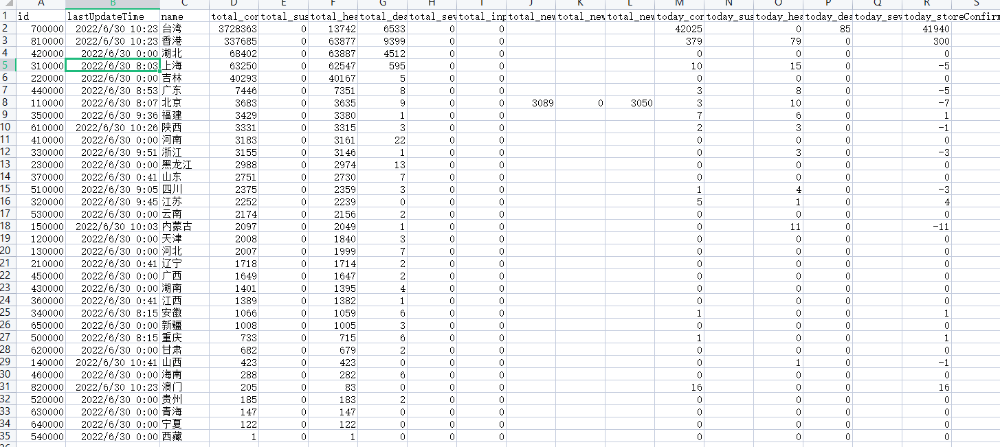 A B C D E F G H I J K L M N O P Q R S
1 id lastUpdateTime name total_cor total_sus total_hea total_dea total_sev total_inp total_new total_new total_new today_con today_sus today_hea today_dea today_sev today_storeConfirm
2 700000 2022/6/30 10:23 台湾 3728363 0 13742 6533 0 0 42025 0 85 41940
3 810000 2022/6/30 10:23 香港 337685 0 63877 9399 0 0 379 79 0 300
4 420000 2022/6/30 0:00 湖北 68402 0 63887 4512 0 0 0 0 0 0
5 310000 2022/6/30 8:03 上海 63250 0 62547 595 0 0 10 15 0 -5
6 220000 2022/6/30 0:00 吉林 40293 0 40167 5 0 0 0 0 0 0
7 440000 2022/6/30 8:53 广东 7446 0 7351 8 0 0 3 8 0 -5
8 110000 2022/6/30 8:07 北京 3683 0 3635 9 0 0 3089 0 3050 3 10 0 -7
9 350000 2022/6/30 9:36 福建 3429 0 3380 1 0 0 7 6 0 1
10 610000 2022/6/30 10:26 陕西 3331 0 3315 3 0 0 2 3 0 -1
11 410000 2022/6/30 0:00 河南 3183 0 3161 22 0 0 0 0 0 0
12 330000 2022/6/30 9:51 浙江 3155 0 3146 1 0 0 0 3 0 -3
13 230000 2022/6/30 0:00 黑龙江 2988 0 2974 13 0 0 0 0 0 0
14 370000 2022/6/30 0:41 山东 2751 0 2730 7 0 0 0 0 0 0
15 510000 2022/6/30 9:05 四川 2375 0 2359 3 0 0 1 4 0 -3
16 320000 2022/6/30 9:45 江苏 2252 0 2239 0 0 0 5 1 0 4
17 530000 2022/6/30 0:00 云南 2174 0 2156 2 0 0 0 0 0 0
18 150000 2022/6/30 10:03 内蒙古 2097 0 2049 1 0 0 0 11 0 -11
19 120000 2022/6/30 0:00 天津 2008 0 1840 3 0 0 0 0 0 0
20 130000 2022/6/30 0:00 河北 2007 0 1999 7 0 0 0 0 0 0
21 210000 2022/6/30 0:41 辽宁 1718 0 1714 2 0 0 0 0 0 0
22 450000 2022/6/30 0:00 广西 1649 0 1647 2 0 0 0 0 0 0
23 430000 2022/6/30 0:00 湖南 1401 0 1395 4 0 0 0 0 0 0
24 360000 2022/6/30 0:41 江西 1389 0 1382 1 0 0 0 0 0 0
25 340000 2022/6/30 8:15 安徽 1066 0 1059 6 0 0 1 0 0 1
26 650000 2022/6/30 0:00 新疆 1008 0 1005 3 0 0 0 0 0 0
27 500000 2022/6/30 8:15 重庆 733 0 715 6 0 0 1 0 0 1
28 620000 2022/6/30 0:00 甘肃 682 0 679 2 0 0 0 0 0 0
29 140000 2022/6/30 10:41 山西 423 0 423 0 0 0 0 1 0 -1
30 460000 2022/6/30 0:00 海南 288 0 282 6 0 0 0 0 0 0
31 820000 2022/6/30 10:23 澳门 205 0 83 0 0 0 16 0 0 16
32 520000 2022/6/30 0:00 贵州 185 0 183 2 0 0 0 0 0 0
33 630000 2022/6/30 0:00 青海 147 0 147 0 0 0 0 0 0 0
34 640000 2022/6/30 0:00 宁夏 122 0 122 0 0 0 0 0 0 0
35 540000 2022/6/30 0:00 西藏 1 0 1 0 0 0 0 0 0 0